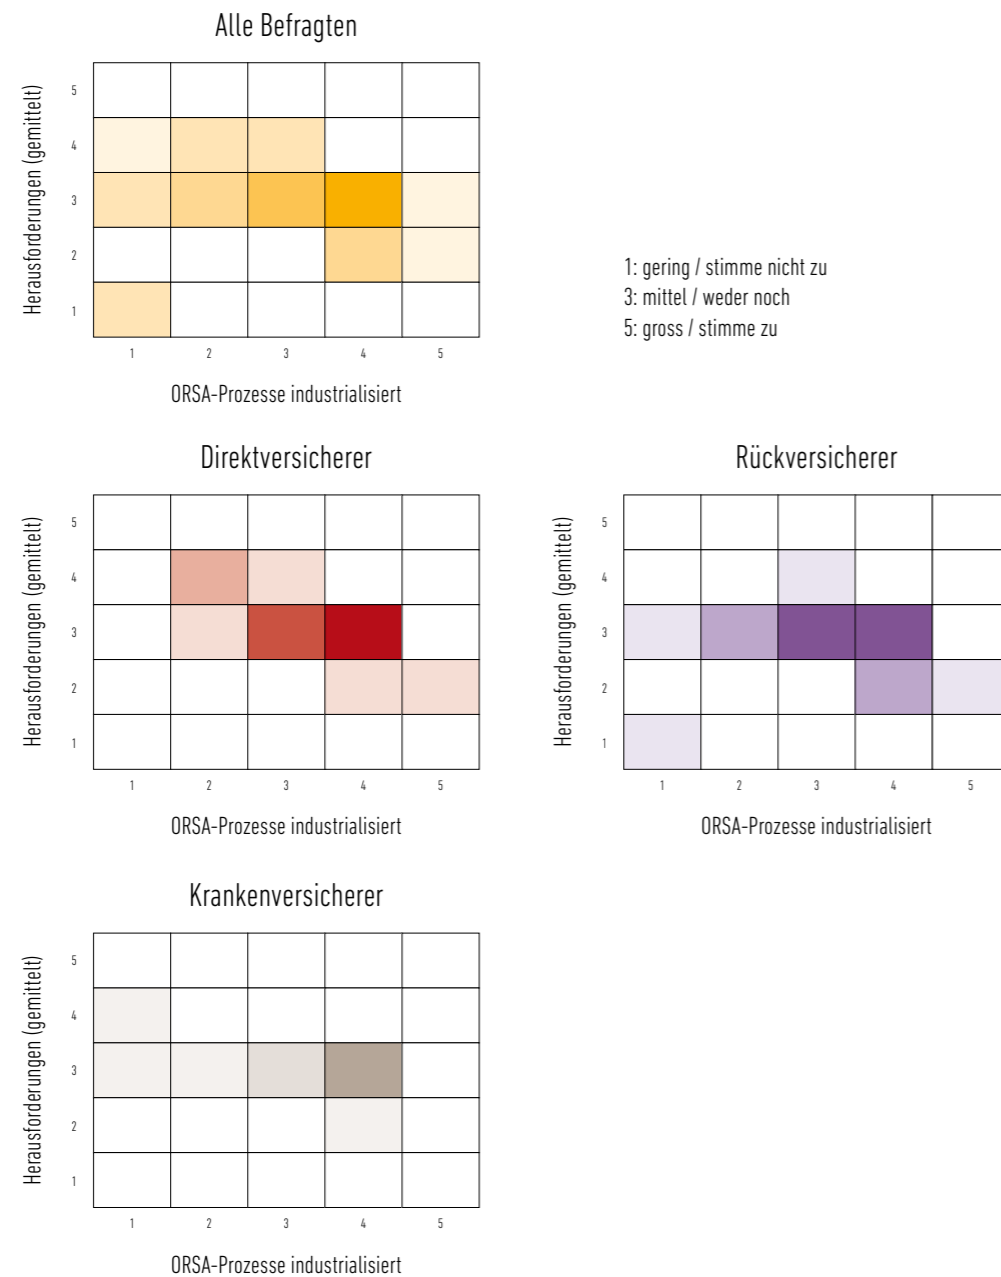 Alle Befragten
Herausforderungen (gemittelt)
5
4
3
2
1
1 2 3 4 5
ORSA-Prozesse industrialisiert
1: gering / stimme nicht zu
3: mittel / weder noch
5: gross / stimme zu
Direktversicherer
Herausforderungen (gemittelt)
5
4
3
2
1
1 2 3 4 5
ORSA-Prozesse industrialisiert
Rückversicherer
Herausforderungen (gemittelt)
5
4
3
2
1
1 2 3 4 5
ORSA-Prozesse industrialisiert
Krankenversicherer
Herausforderungen (gemittelt)
5
4
3
2
1
1 2 3 4 5
ORSA-Prozesse industrialisiert